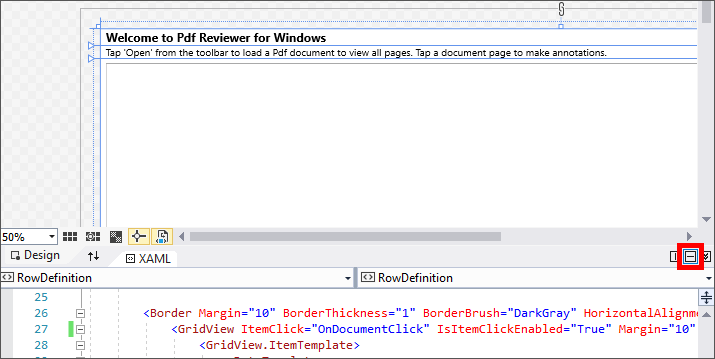 Welcome to Pdf Reviewer for Windows
Tap 'Open' from the toolbar to load a Pdf document to view all pages. Tap a document page to make annotations.
50%
Design
XAML
RowDefinition
RowDefinition
25
26 <Border Margin="10" BorderThickness="1" BorderBrush="DarkGray" HorizontalAlignme
27 <GridView ItemClick="OnDocumentClick" IsItemClickEnabled="True" Margin="10"
28 <GridView.ItemTemplate>